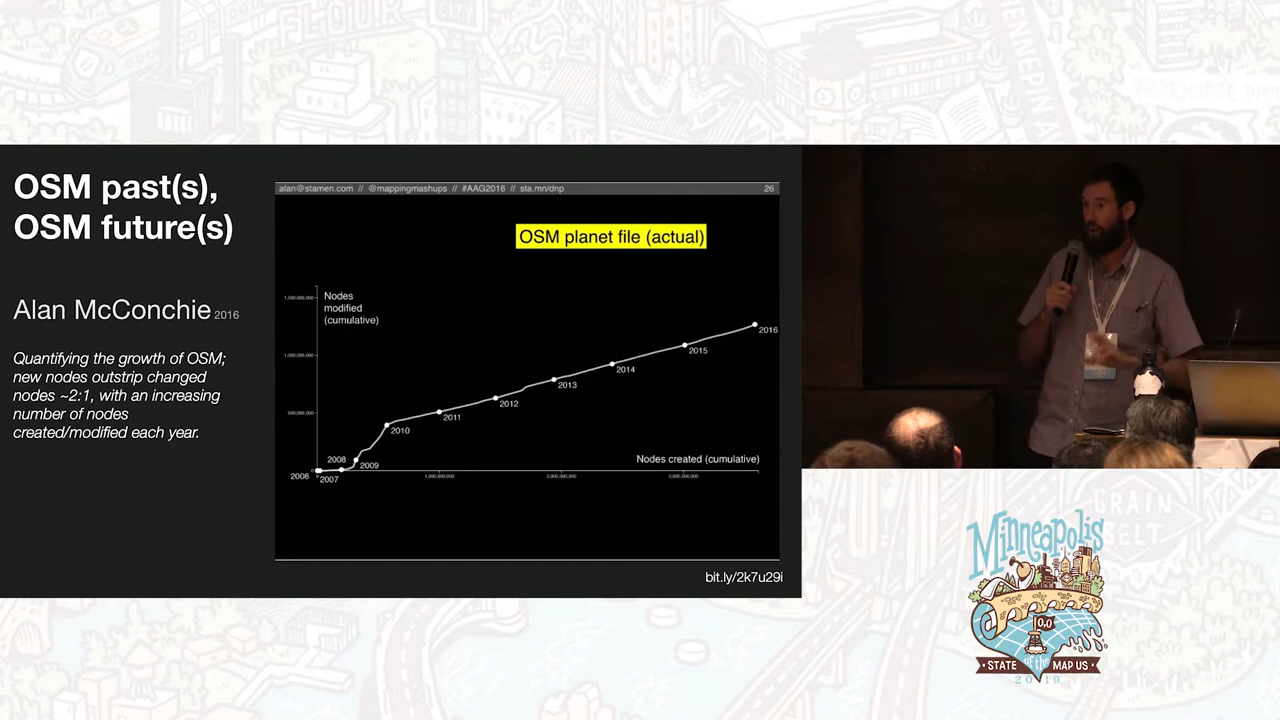 OSM past(s),
OSM future(s)
Alan McConchie 2016
Quantifying the growth of OSM;
new nodes outstrip changed
nodes ~2:1, with an increasing
number of nodes
created/modified each year.
alan@stamen.com // @mappingmashups // #AAG2016 // sta.mn/dnp
26
OSM planet file (actual)
Nodes
modified
(cumulative)
1,500,000,000
1,000,000,000
500,000,000
0
2006
2007
2008
2009
2010
2011
2012
2013
2014
2015
2016
Nodes created (cumulative)
1,000,000,000
2,000,000,000
3,000,000,000
bit.ly/2k7u29i
GRAIN
BELT
Minneapolis
0,0
STATE of the MAP US
2019